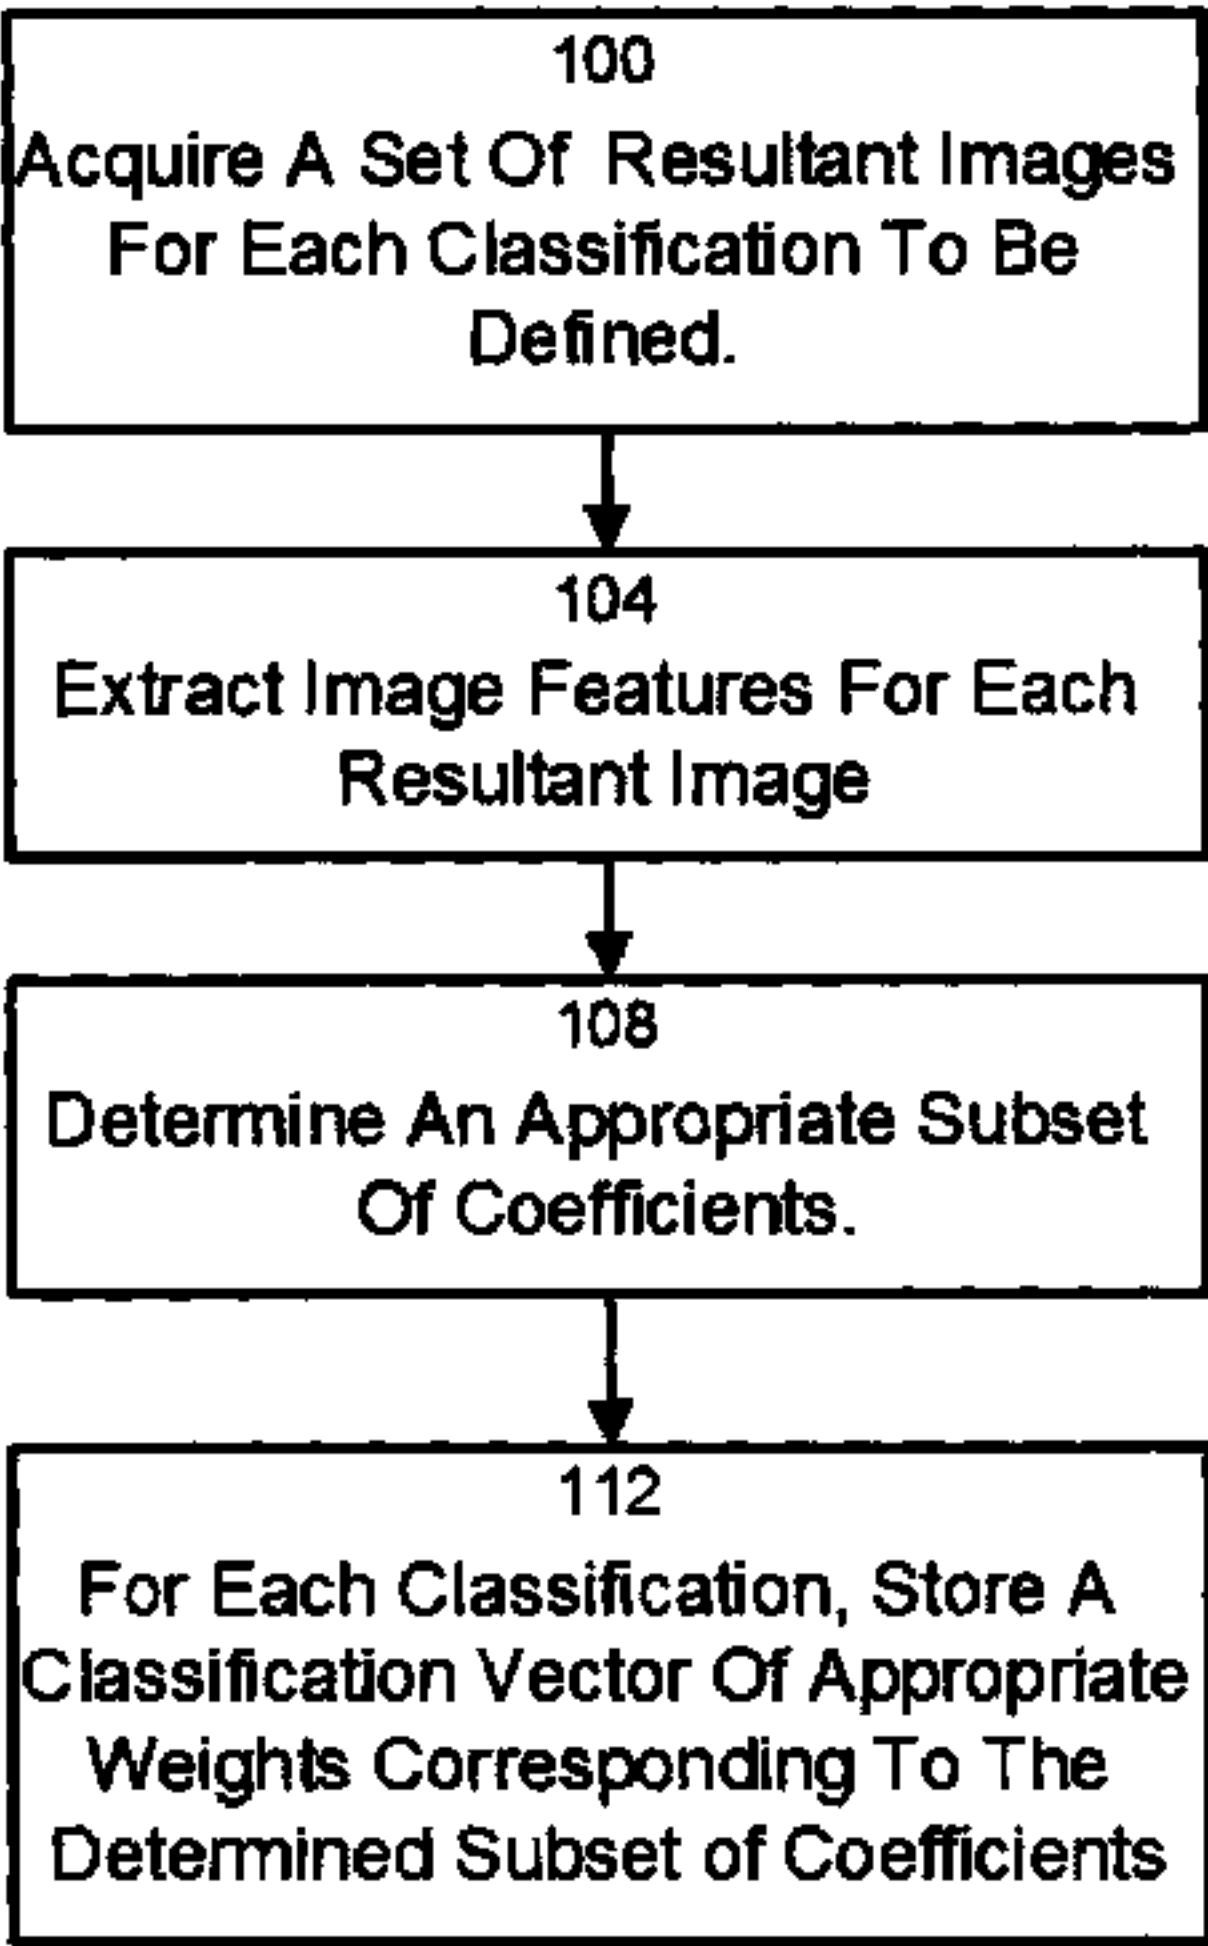 100
Acquire A Set Of Resultant Images
For Each Classification To Be
Defined.
104
Extract Image Features For Each
Resultant Image
108
Determine An Appropriate Subset
Of Coefficients.
112
For Each Classification, Store A
Classification Vector Of Appropriate
Weights Corresponding To The
Determined Subset of Coefficients